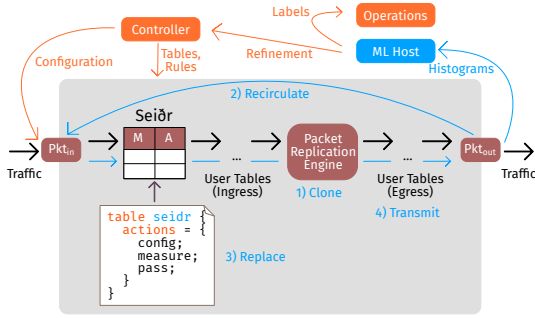 Labels
Operations
Controller
ML Host
Configuration
Tables,
Rules
Refinement
Histograms
2) Recirculate
Seiðr
Pktin
M A
Packet
Replication
Engine
Pktout
Traffic
...
...
Traffic
User Tables
(Ingress)
1) Clone
User Tables
(Egress)
4) Transmit
table seidr {
actions = {
config;
measure;
pass;
}
}
3) Replace